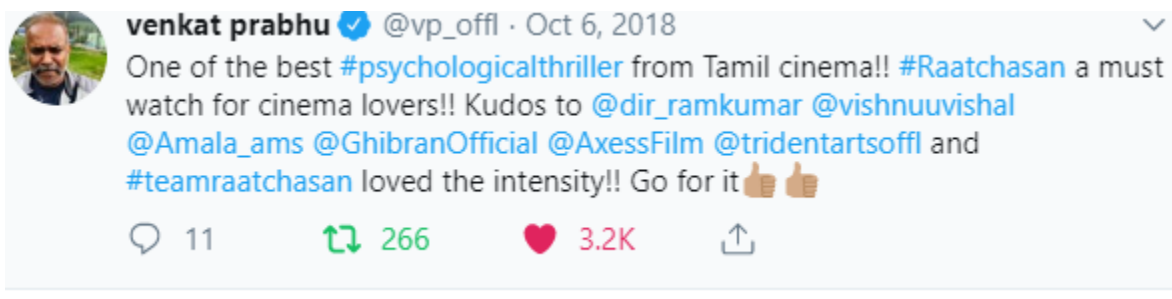 venkat prabhu @vp_offl · Oct 6, 2018
One of the best #psychologicalthriller from Tamil cinema!! #Raatchasan a must
watch for cinema lovers!! Kudos to @dir_ramkumar @vishnuuvishal
@Amala_ams @GhibranOfficial @AxessFilm @tridentartsoffl and
#teamraatchasan loved the intensity!! Go for it👍🏽👍🏽
11 266 3.2K